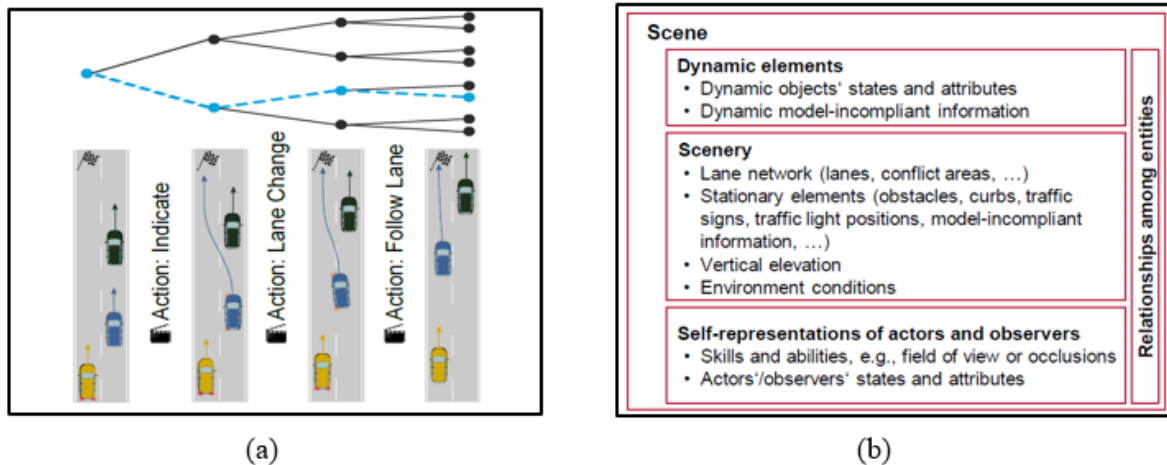 Action: Indicate
Action: Lane Change
Action: Follow Lane
(a)
Scene
Dynamic elements
• Dynamic objects‘ states and attributes
• Dynamic model-incompliant information
Scenery
• Lane network (lanes, conflict areas, …)
• Stationary elements (obstacles, curbs, traffic
signs, traffic light positions, model-incompliant
information, …)
• Vertical elevation
• Environment conditions
Self-representations of actors and observers
• Skills and abilities, e.g., field of view or occlusions
• Actors‘/observers‘ states and attributes
Relationships among entities
(b)